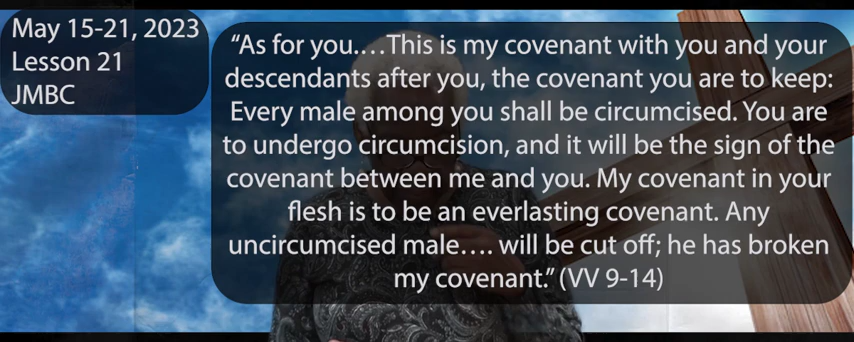 May 15-21, 2023
Lesson 21
JMBC
“As for you….This is my covenant with you and your
descendants after you, the covenant you are to keep:
Every male among you shall be circumcised. You are
to undergo circumcision, and it will be the sign of the
covenant between me and you. My covenant in your
flesh is to be an everlasting covenant. Any
uncircumcised male…. will be cut off; he has broken
my covenant.” (VV 9-14)